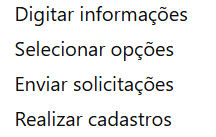 Digitar informações
Selecionar opções
Enviar solicitações
Realizar cadastros